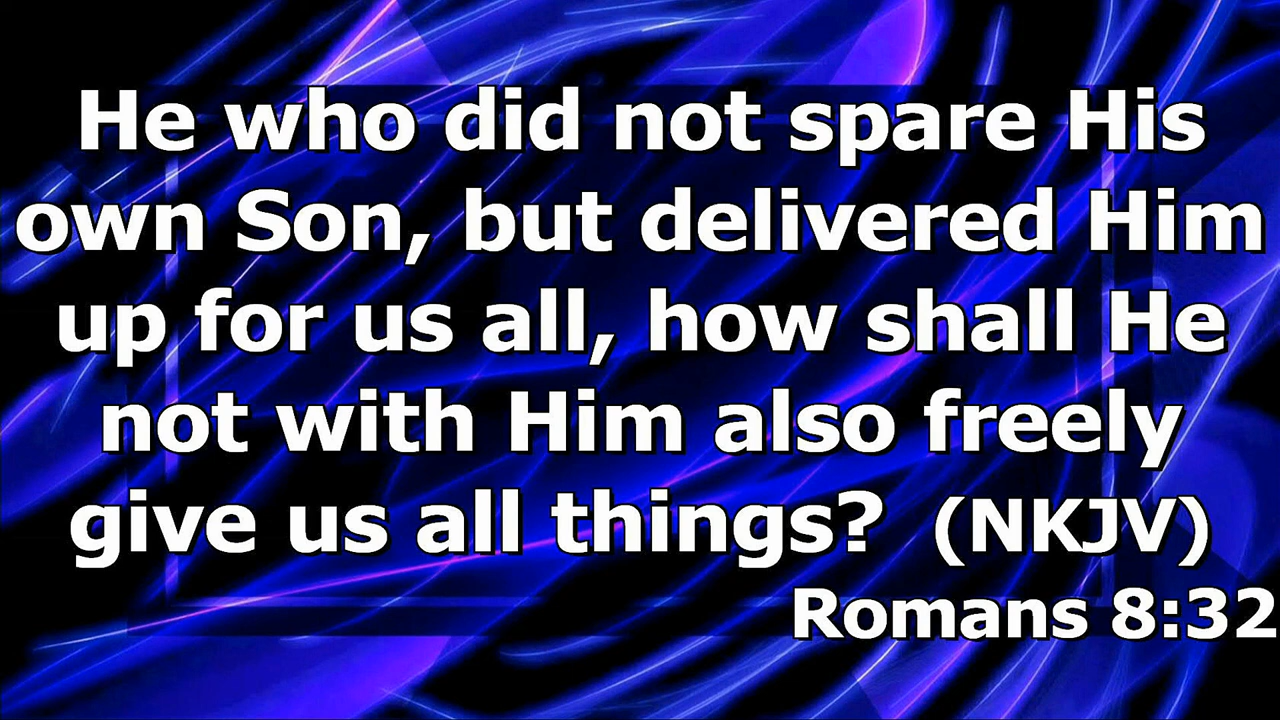 He who did not spare His
own Son, but delivered Him
up for us all, how shall He
not with Him also freely
give us all things?  (NKJV)
Romans 8:32